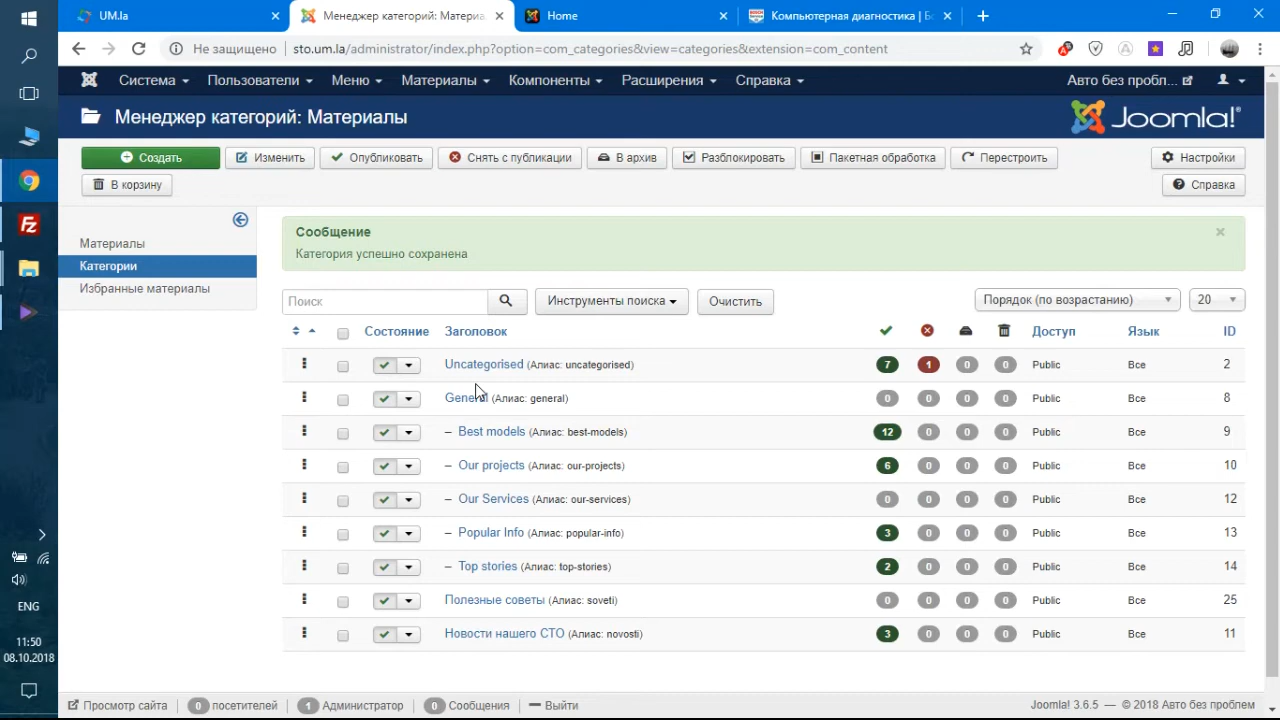 UM.la
Менеджер категорий: Материа
Home
Компьютерная диагностика | Бо
Не защищено
sto.um.la/administrator/index.php?option=com_categories&view=categories&extension=com_content
Система Пользователи Меню Материалы Компоненты Расширения Справка
Авто без пробл...
Менеджер категорий: Материалы
Joomla!®
Создать Изменить Опубликовать Снять с публикации В архив Разблокировать Пакетная обработка Перестроить Настройки
В корзину Справка
Материалы
Категории
Избранные материалы
Сообщение
Категория успешно сохранена
Поиск Инструменты поиска Очистить Порядок (по возрастанию) 20
Состояние Заголовок Доступ Язык ID
Uncategorised (Алиас: uncategorised) 7 1 0 0 Public Все 2
General (Алиас: general) 0 0 0 0 Public Все 8
– Best models (Алиас: best-models) 12 0 0 0 Public Все 9
– Our projects (Алиас: our-projects) 6 0 0 0 Public Все 10
– Our Services (Алиас: our-services) 0 0 0 0 Public Все 12
– Popular Info (Алиас: popular-info) 3 0 0 0 Public Все 13
– Top stories (Алиас: top-stories) 2 0 0 0 Public Все 14
Полезные советы (Алиас: soveti) 0 0 0 0 Public Все 25
Новости нашего СТО (Алиас: novosti) 3 0 0 0 Public Все 11
Просмотр сайта 0 посетителей 1 Администратор 0 Сообщения Выйти
Joomla! 3.6.5 — © 2018 Авто без проблем
ENG
11:50
08.10.2018